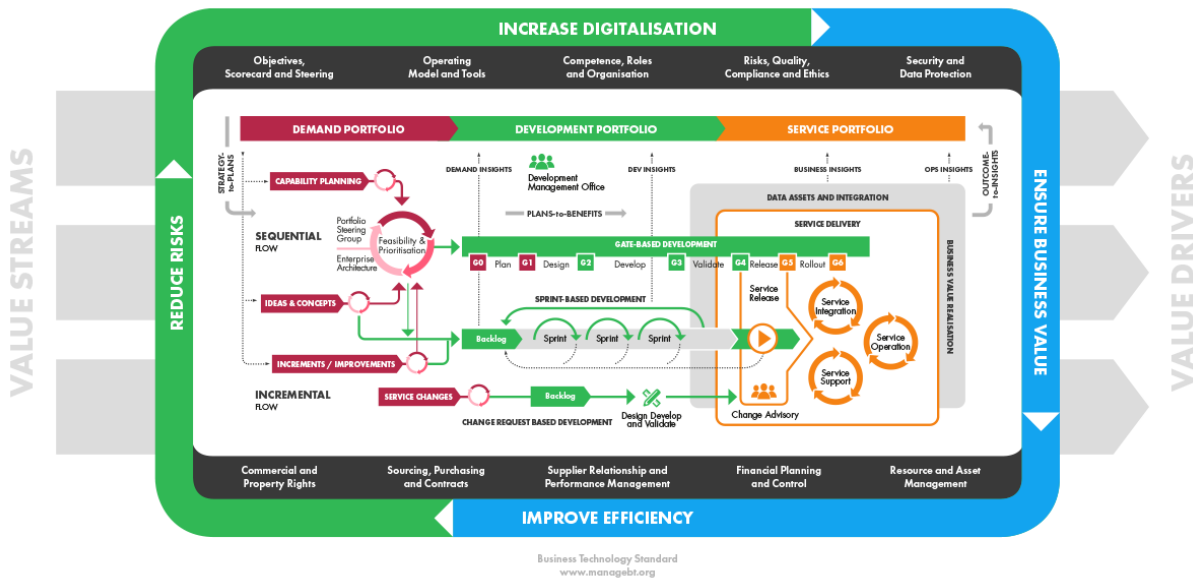 INCREASE DIGITALISATION
Objectives,
Scorecard and Steering
Operating
Model and Tools
Competence, Roles
and Organisation
Risks, Quality,
Compliance and Ethics
Security and
Data Protection
VALUE STREAMS
REDUCE RISKS
ENSURE BUSINESS VALUE
VALUE DRIVERS
DEMAND PORTFOLIO
DEVELOPMENT PORTFOLIO
SERVICE PORTFOLIO
STRATEGY-
to-PLANS
OUTCOME-
to-INSIGHTS
DEMAND INSIGHTS
Development
Management Office
DEV INSIGHTS
BUSINESS INSIGHTS
OPS INSIGHTS
CAPABILITY PLANNING
DATA ASSETS AND INTEGRATION
PLANS-to-BENEFITS
SERVICE DELIVERY
SEQUENTIAL
FLOW
Portfolio
Steering
Group
Enterprise
Architecture
Feasibility &
Prioritisation
GATE-BASED DEVELOPMENT
G0 Plan G1 Design G2 Develop G3 Validate G4 Release G5 Rollout G6
BUSINESS VALUE REALISATION
IDEAS & CONCEPTS
SPRINT-BASED DEVELOPMENT
Service
Release
Service
Integration
Backlog
Sprint
Sprint
Sprint
Service
Operation
INCREMENTS / IMPROVEMENTS
Service
Support
INCREMENTAL
FLOW
SERVICE CHANGES
Backlog
Design Develop
and Validate
Change Advisory
CHANGE REQUEST BASED DEVELOPMENT
Commercial and
Property Rights
Sourcing, Purchasing
and Contracts
Supplier Relationship and
Performance Management
Financial Planning
and Control
Resource and Asset
Management
IMPROVE EFFICIENCY
Business Technology Standard
www.managebt.org